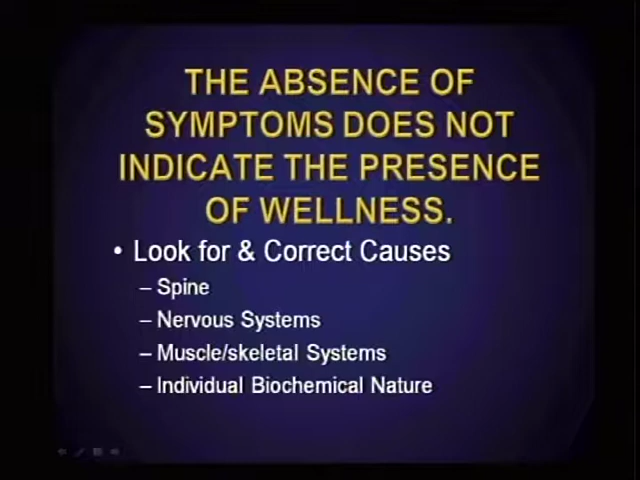 THE ABSENCE OF
SYMPTOMS DOES NOT
INDICATE THE PRESENCE
OF WELLNESS.
• Look for & Correct Causes
– Spine
– Nervous Systems
– Muscle/skeletal Systems
– Individual Biochemical Nature